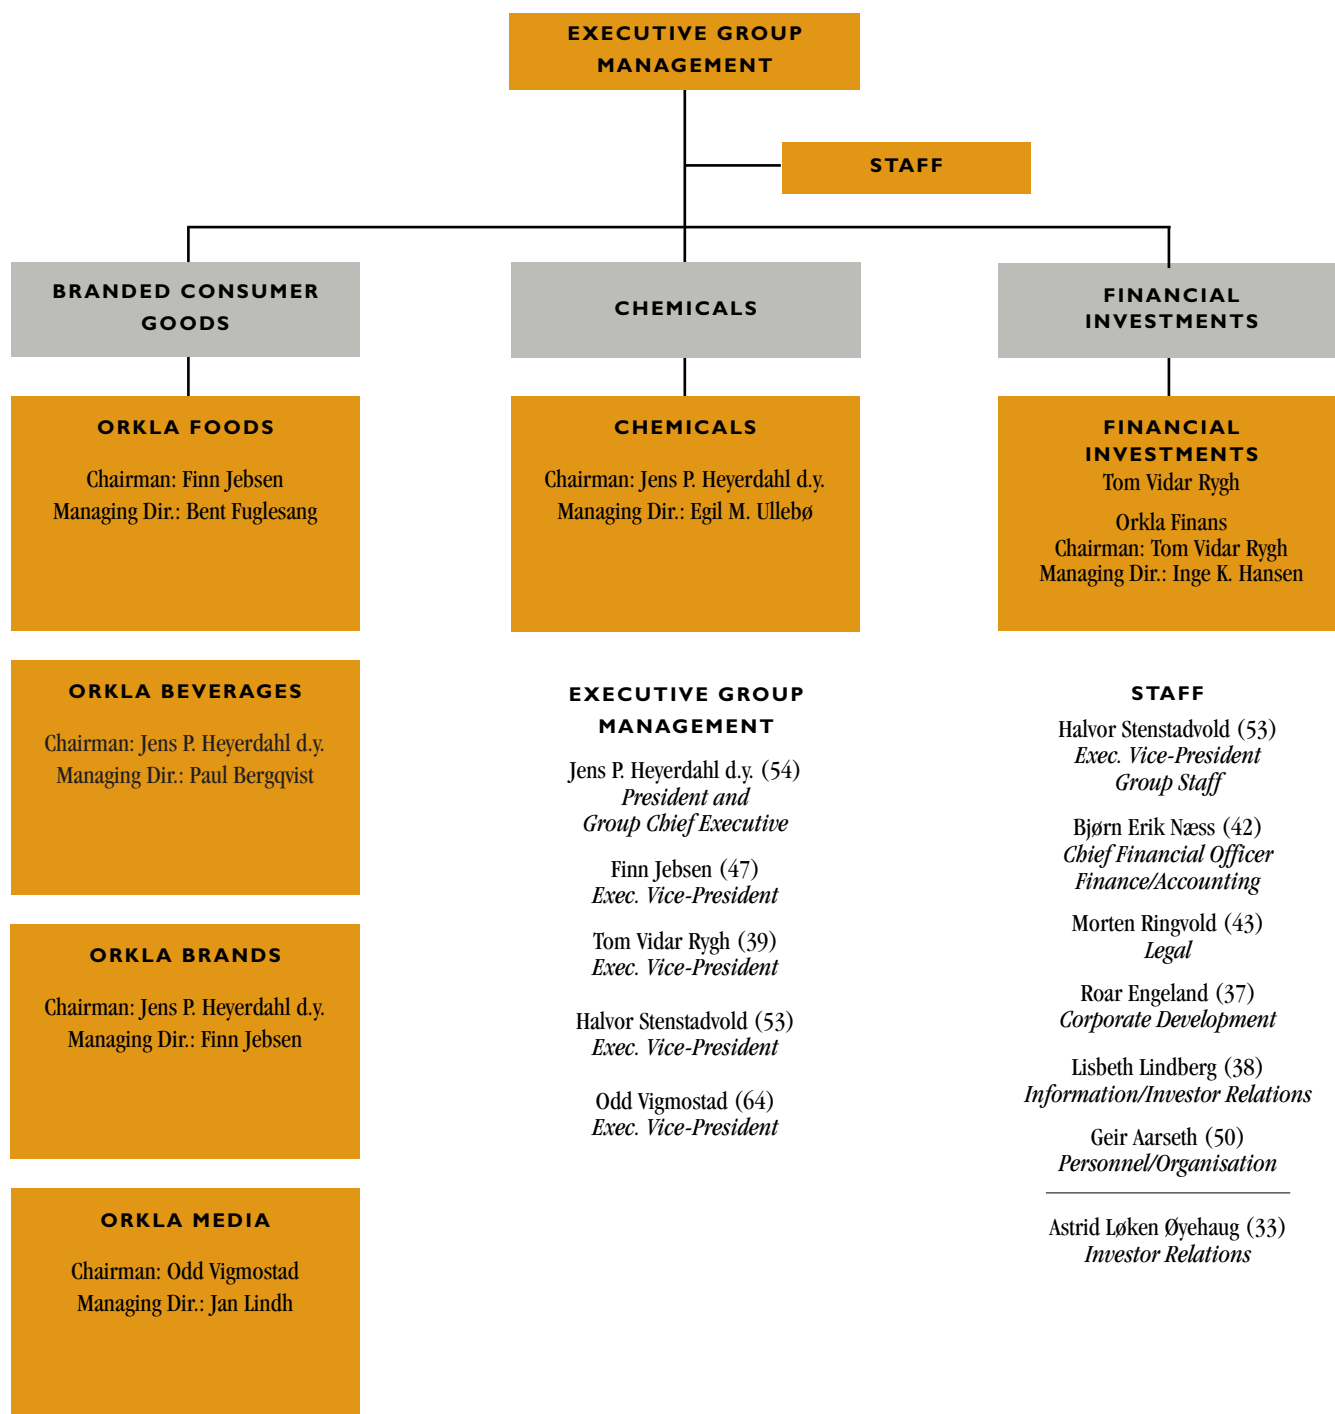 EXECUTIVE GROUP
MANAGEMENT
STAFF
BRANDED CONSUMER
GOODS
CHEMICALS
FINANCIAL
INVESTMENTS
ORKLA FOODS
Chairman: Finn Jebsen
Managing Dir.: Bent Fuglesang
CHEMICALS
Chairman: Jens P. Heyerdahl d.y.
Managing Dir.: Egil M. Ullebø
FINANCIAL
INVESTMENTS
Tom Vidar Rygh
Orkla Finans
Chairman: Tom Vidar Rygh
Managing Dir.: Inge K. Hansen
ORKLA BEVERAGES
Chairman: Jens P. Heyerdahl d.y.
Managing Dir.: Paul Bergqvist
ORKLA BRANDS
Chairman: Jens P. Heyerdahl d.y.
Managing Dir.: Finn Jebsen
ORKLA MEDIA
Chairman: Odd Vigmostad
Managing Dir.: Jan Lindh
EXECUTIVE GROUP
MANAGEMENT
Jens P. Heyerdahl d.y. (54)
President and
Group Chief Executive
Finn Jebsen (47)
Exec. Vice-President
Tom Vidar Rygh (39)
Exec. Vice-President
Halvor Stenstadvold (53)
Exec. Vice-President
Odd Vigmostad (64)
Exec. Vice-President
STAFF
Halvor Stenstadvold (53)
Exec. Vice-President
Group Staff
Bjørn Erik Næss (42)
Chief Financial Officer
Finance/Accounting
Morten Ringvold (43)
Legal
Roar Engeland (37)
Corporate Development
Lisbeth Lindberg (38)
Information/Investor Relations
Geir Aarseth (50)
Personnel/Organisation
Astrid Løken Øyehaug (33)
Investor Relations